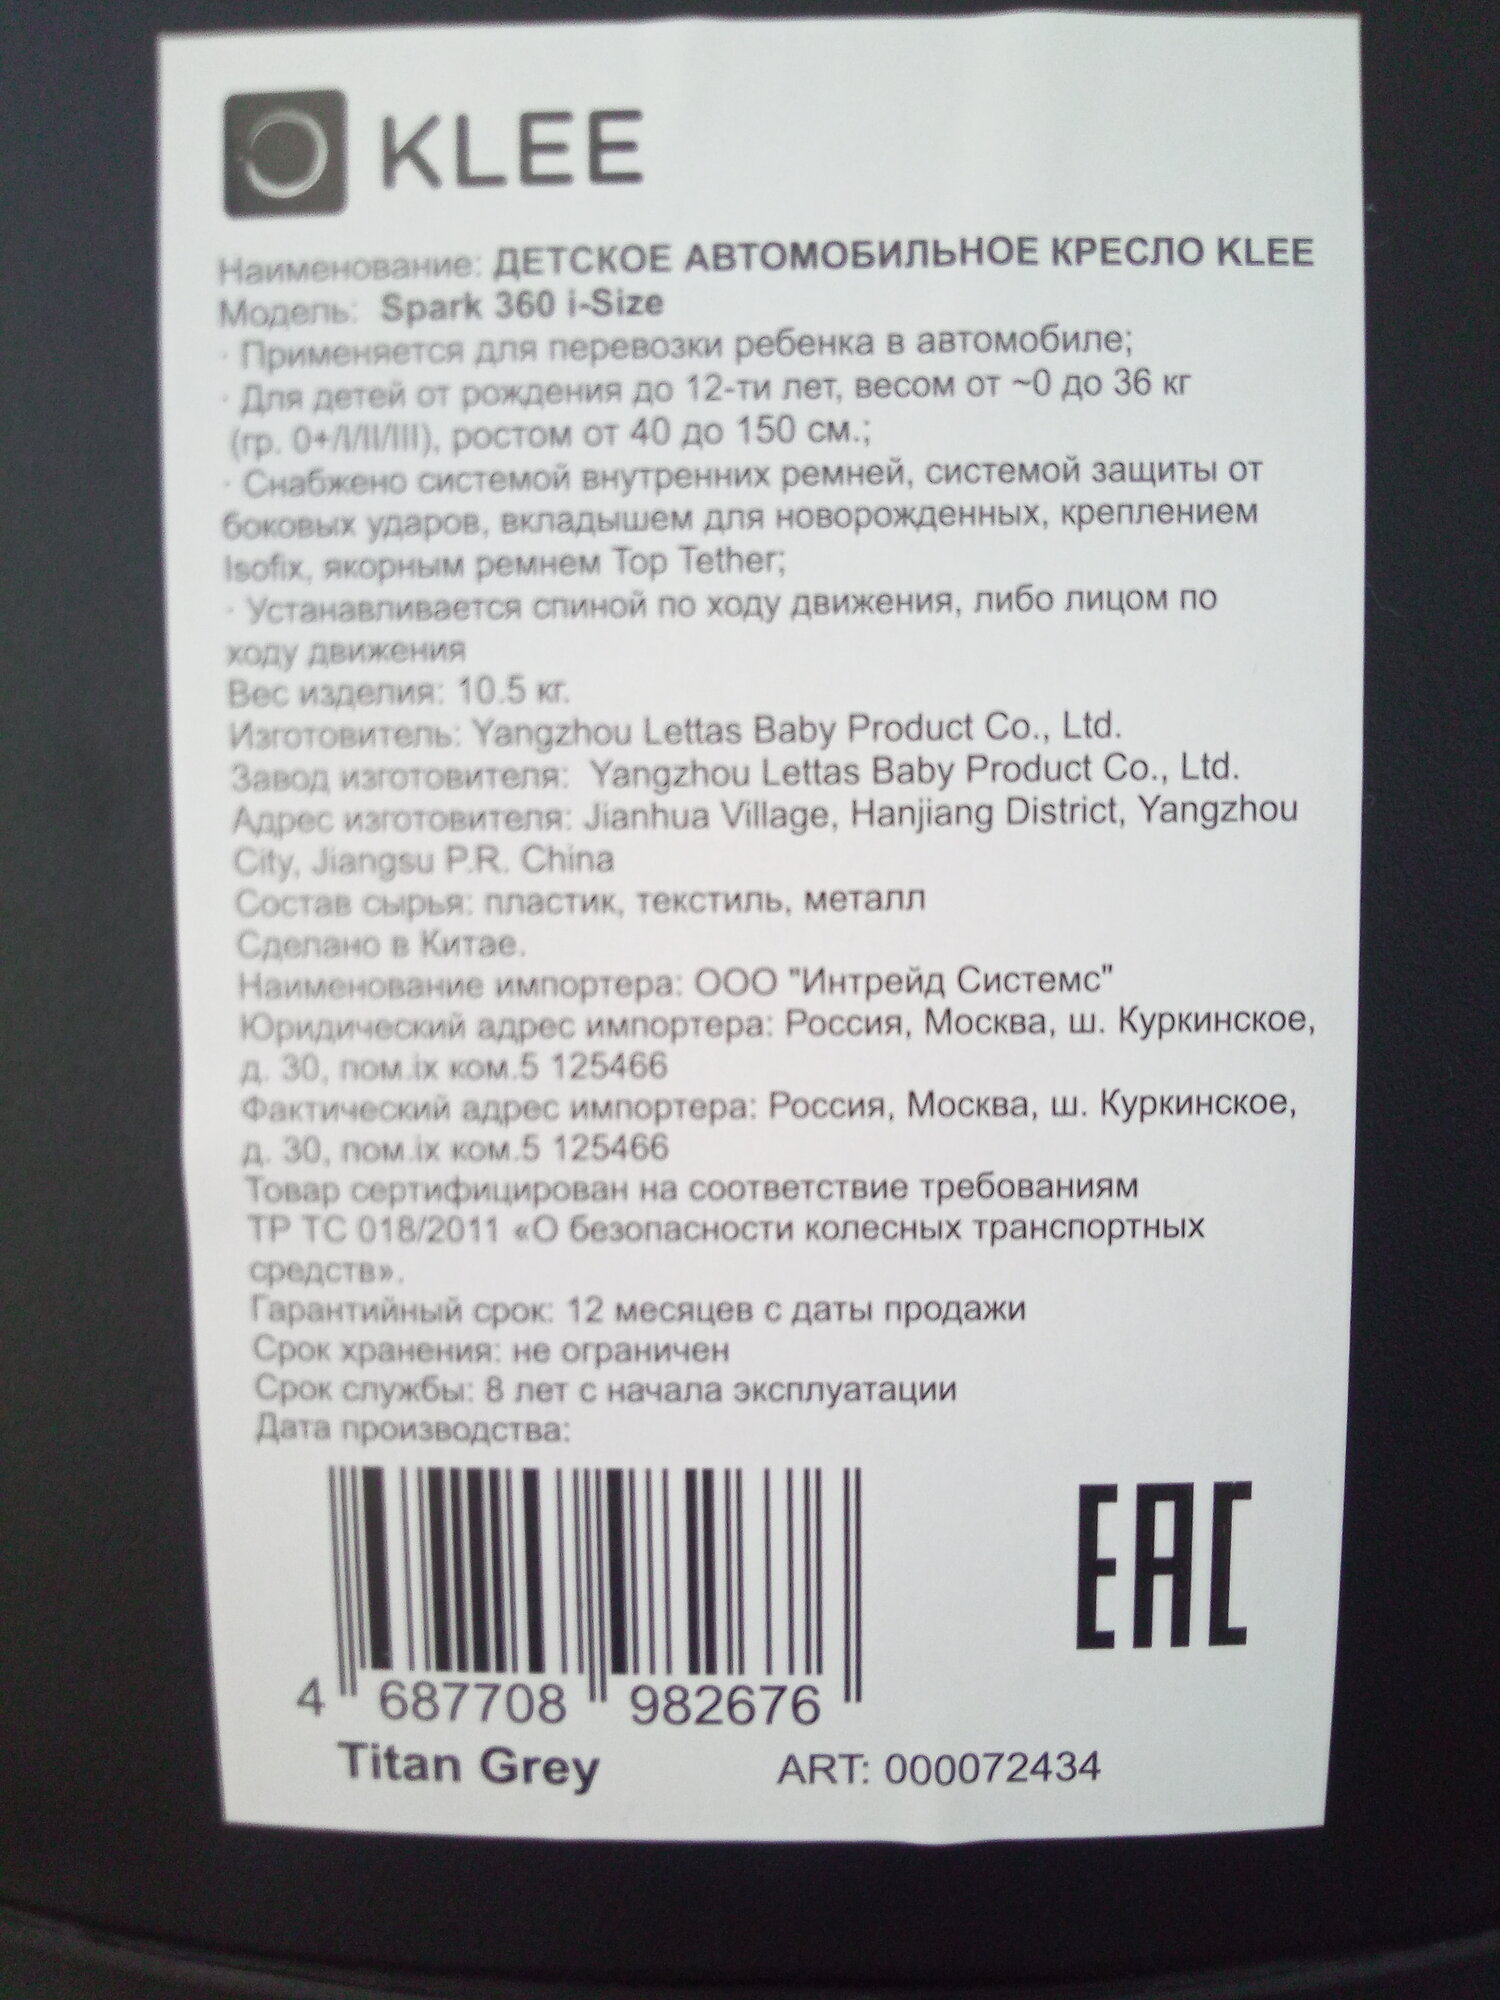 KLEE
Наименование: ДЕТСКОЕ АВТОМОБИЛЬНОЕ КРЕСЛО KLEE
Модель: Spark 360 i-Size
· Применяется для перевозки ребенка в автомобиле;
· Для детей от рождения до 12-ти лет, весом от ~0 до 36 кг
(гр. 0+/I/II/III), ростом от 40 до 150 см.;
· Снабжено системой внутренних ремней, системой защиты от
боковых ударов, вкладышем для новорожденных, креплением
Isofix, якорным ремнем Top Tether;
· Устанавливается спиной по ходу движения, либо лицом по
ходу движения
Вес изделия: 10.5 кг.
Изготовитель: Yangzhou Lettas Baby Product Co., Ltd.
Завод изготовителя: Yangzhou Lettas Baby Product Co., Ltd.
Адрес изготовителя: Jianhua Village, Hanjiang District, Yangzhou
City, Jiangsu P.R. China
Состав сырья: пластик, текстиль, металл
Сделано в Китае.
Наименование импортера: ООО "Интрейд Системс"
Юридический адрес импортера: Россия, Москва, ш. Куркинское,
д. 30, пом.ix ком.5 125466
Фактический адрес импортера: Россия, Москва, ш. Куркинское,
д. 30, пом.ix ком.5 125466
Товар сертифицирован на соответствие требованиям
ТР ТС 018/2011 «О безопасности колесных транспортных
средств».
Гарантийный срок: 12 месяцев с даты продажи
Срок хранения: не ограничен
Срок службы: 8 лет с начала эксплуатации
Дата производства:
EAC
4 687708 982676
Titan Grey ART: 000072434